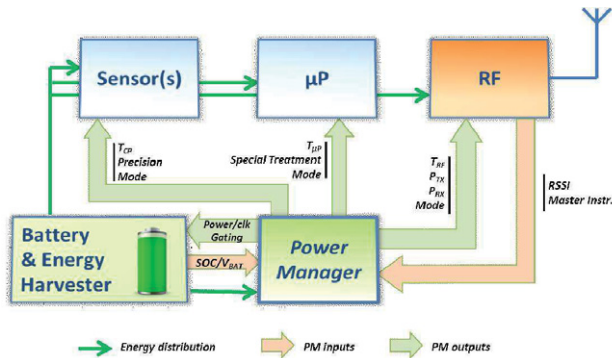 Sensor(s)
µP
RF
T_CP
Precision
Mode
T_µP
Special Treatment
Mode
T_RF
P_TX
P_RX
Mode
RSSI
Master Instr.
Battery
& Energy
Harvester
Power/clk
Gating
SOC/V_BAT.
Power
Manager
Energy distribution
PM inputs
PM outputs